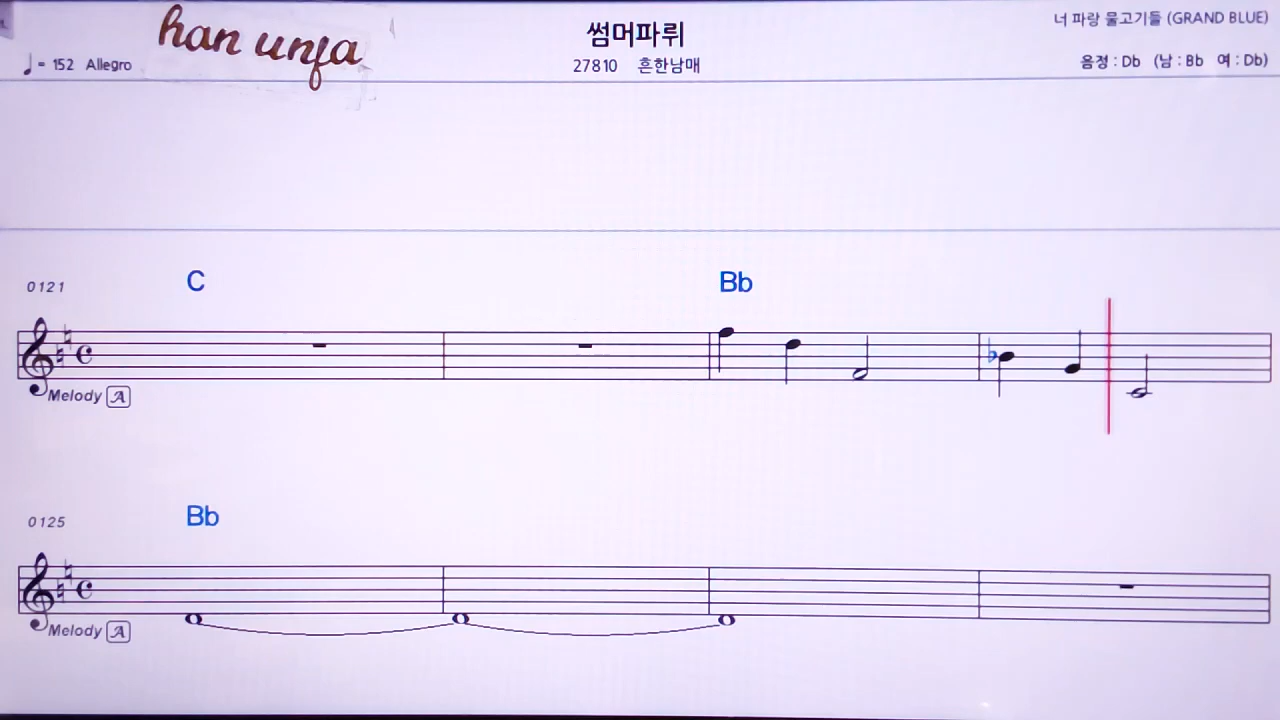 han unfa
썸머파뤼
너 파랑 물고기들 (GRAND BLUE)
♩ = 152 Allegro
27810 흔한남매
음정 : Db (남 : Bb 여 : Db)
0121
C
Bb
Melody A
0125
Bb
Melody A